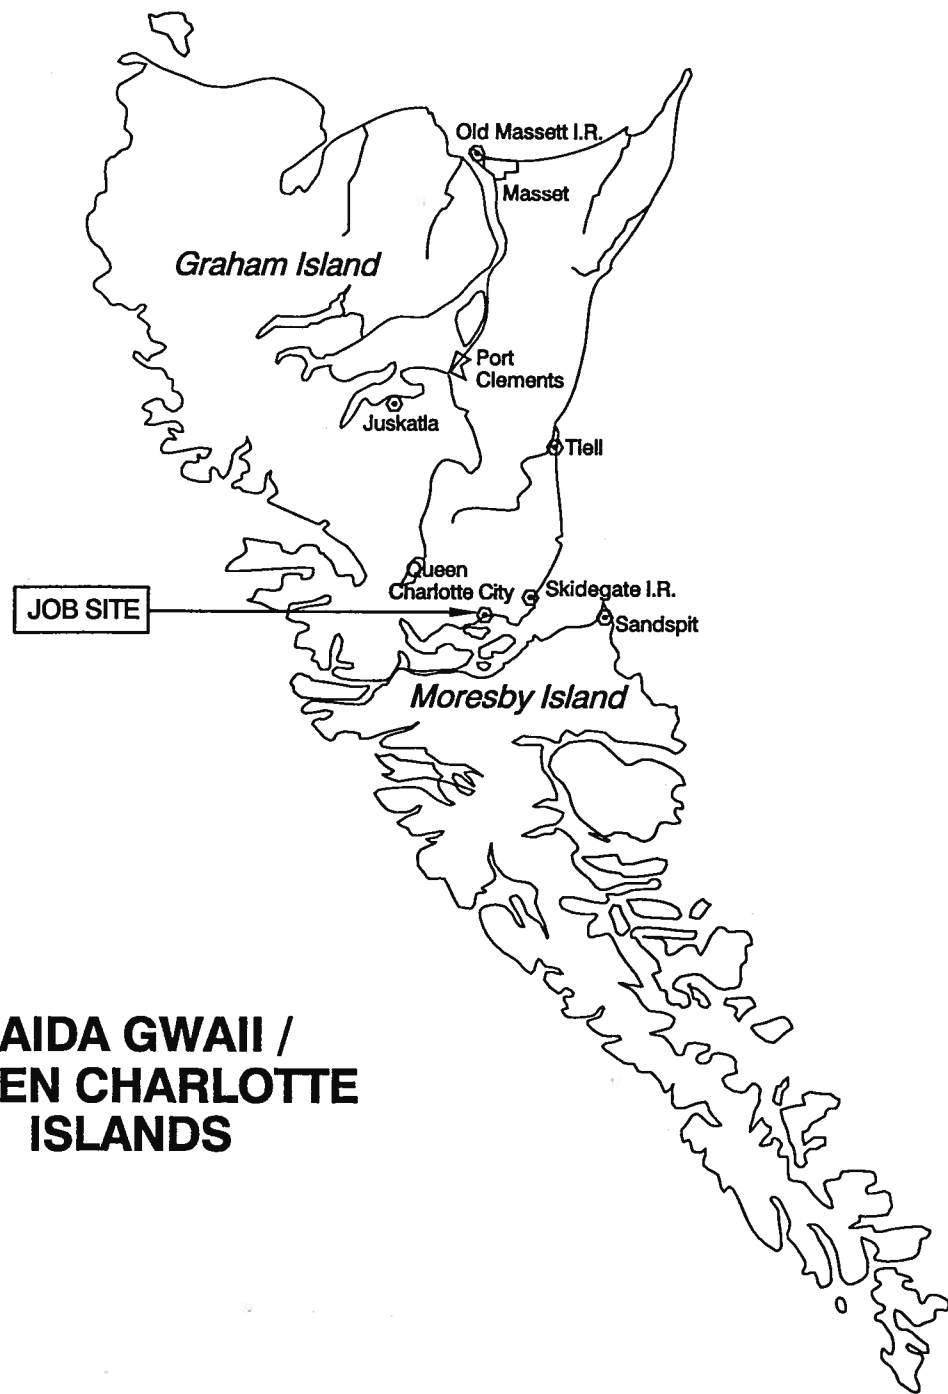 Old Massett I.R.
Masset
Graham Island
Port
Clements
Juskatla
Tlell
Queen
Charlotte City
Skidegate I.R.
JOB SITE
Sandspit
Moresby Island
AIDA GWAII /
EN CHARLOTTE
ISLANDS